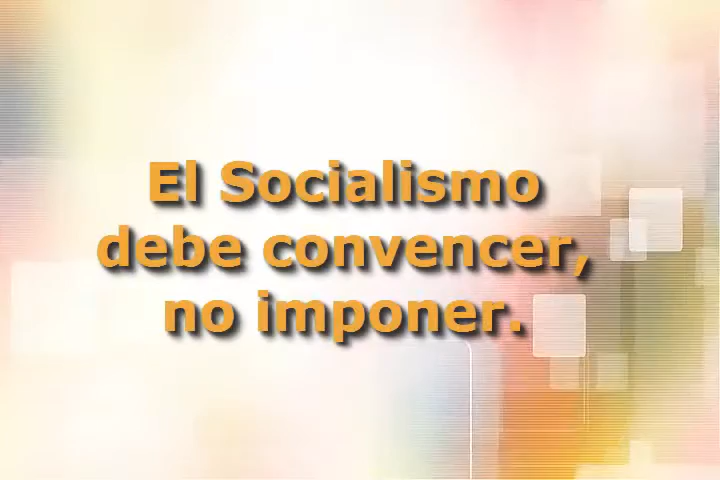 El Socialismo
debe convencer,
no imponer.